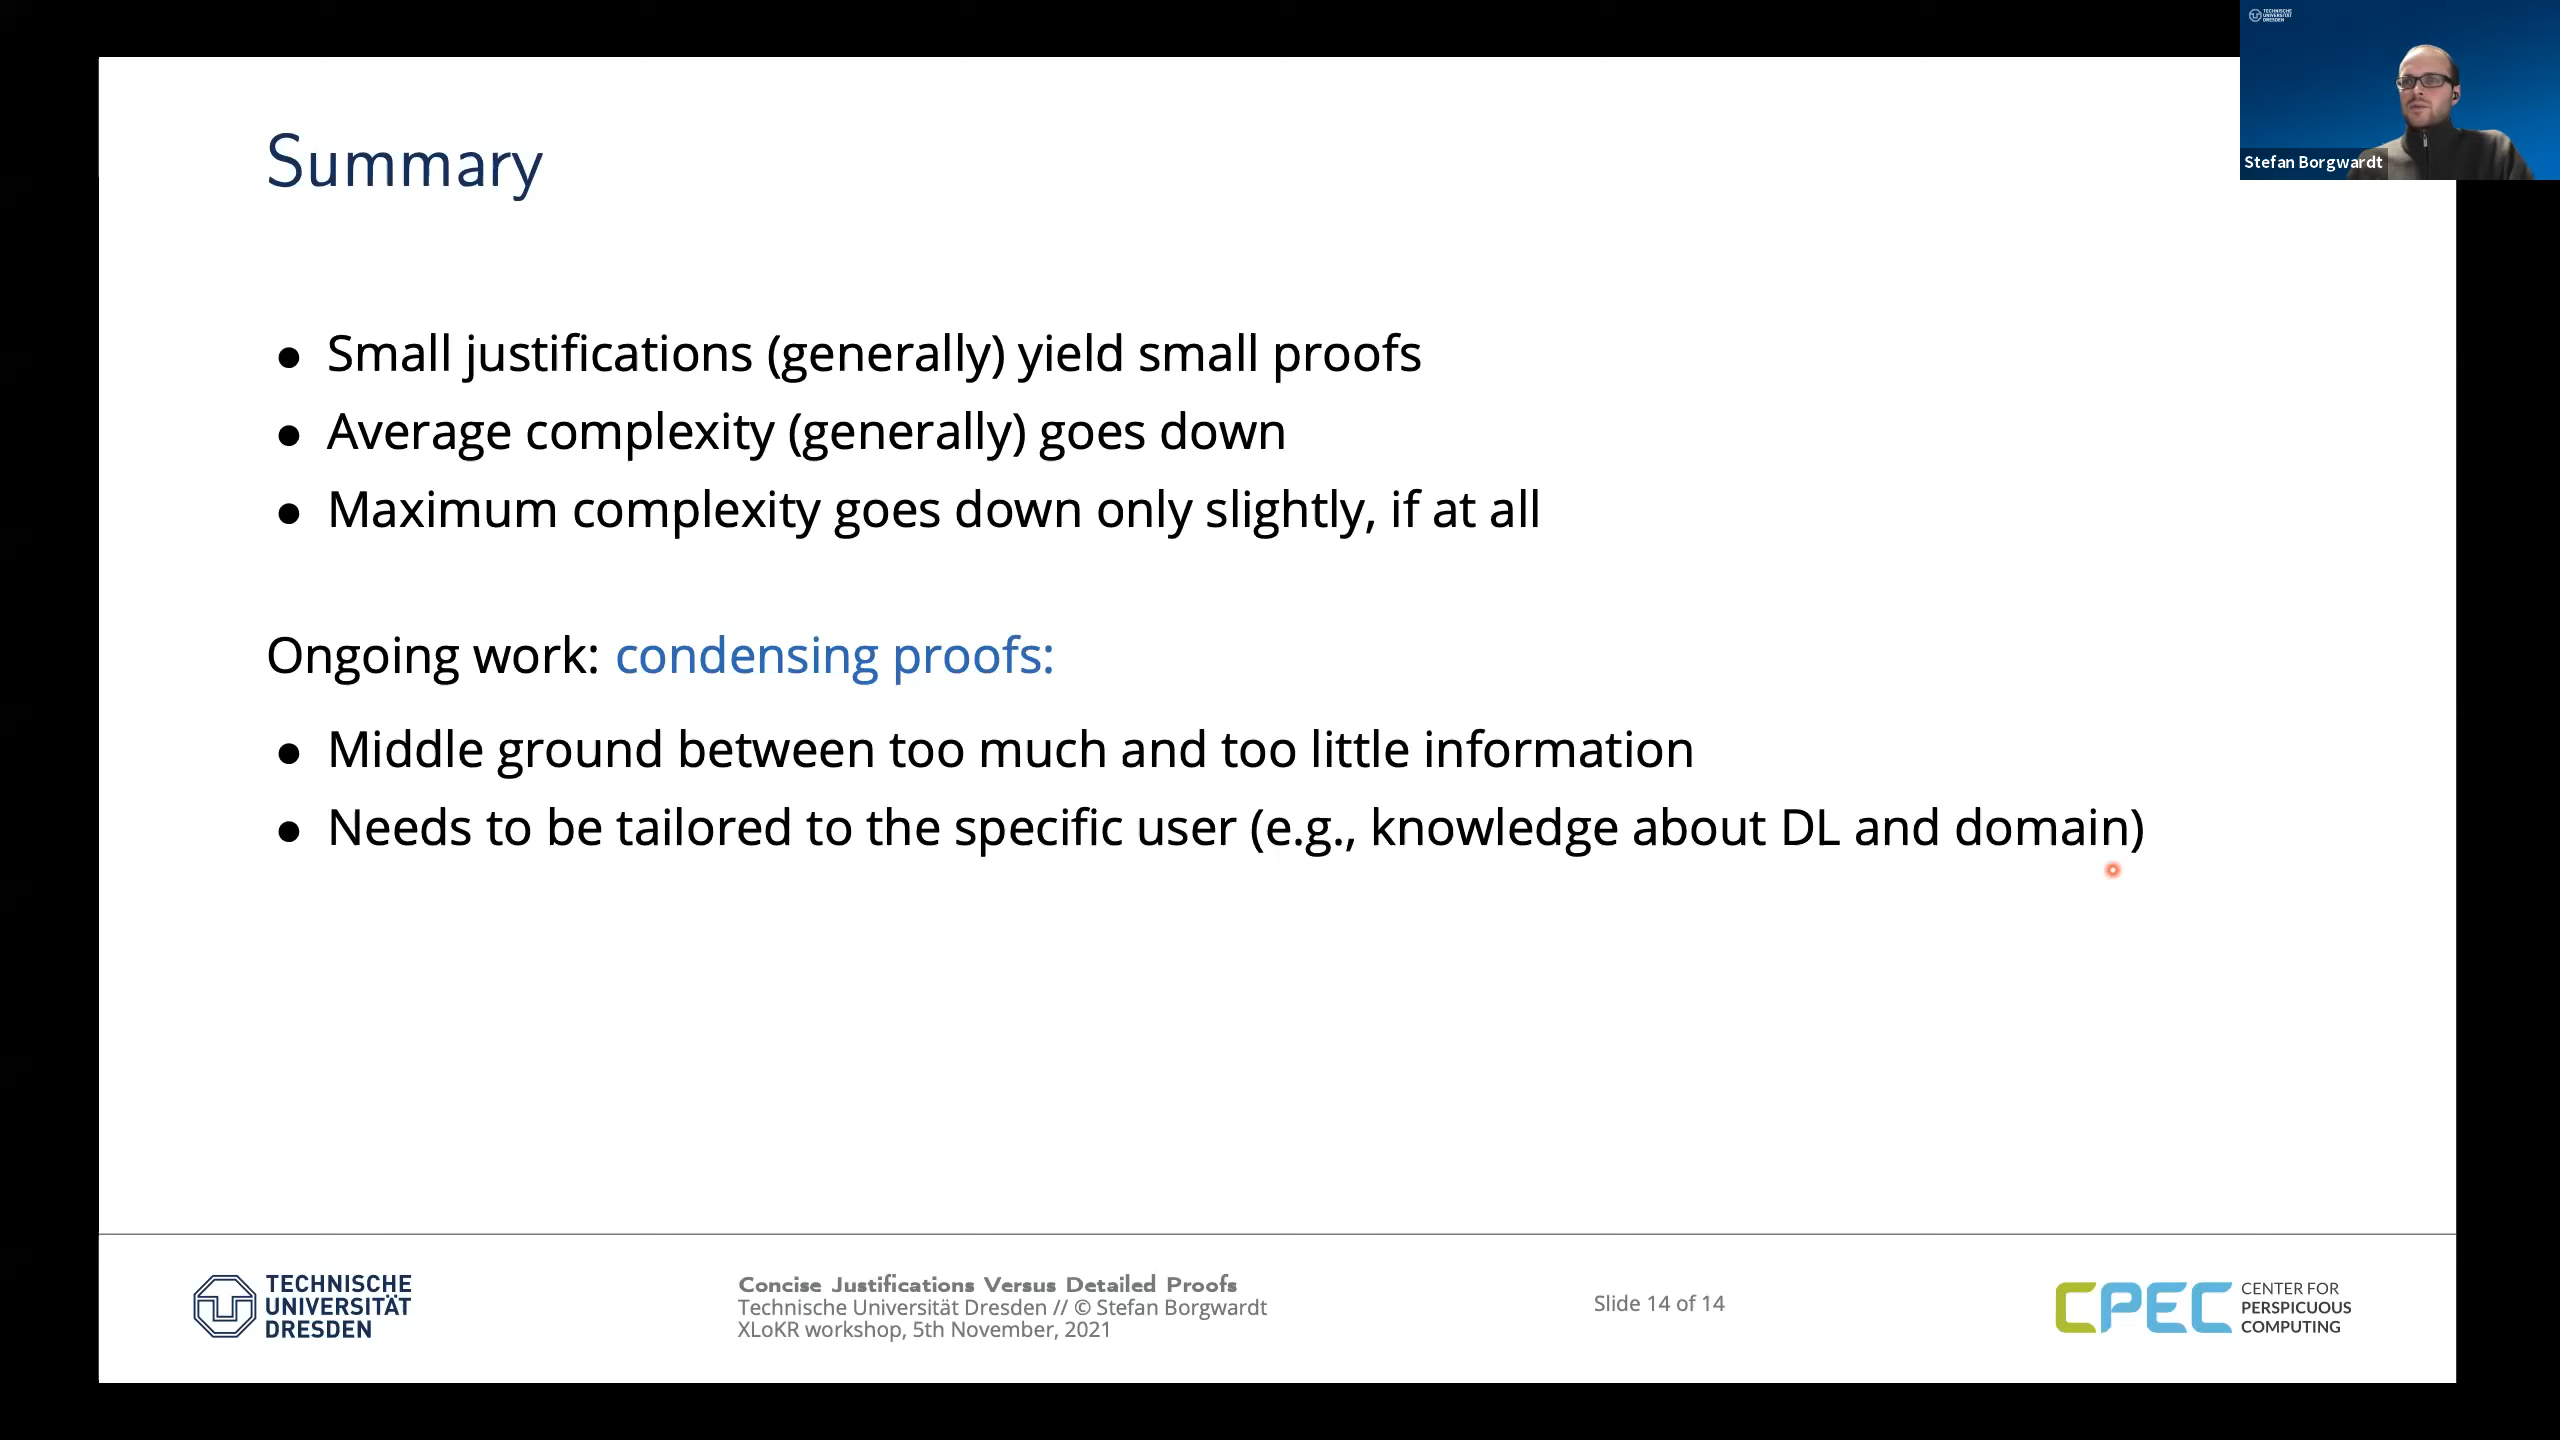 TECHNISCHE
UNIVERSITÄT
DRESDEN
Stefan Borgwardt
Summary
● Small justifications (generally) yield small proofs
● Average complexity (generally) goes down
● Maximum complexity goes down only slightly, if at all
Ongoing work: condensing proofs:
● Middle ground between too much and too little information
● Needs to be tailored to the specific user (e.g., knowledge about DL and domain)
TECHNISCHE
UNIVERSITÄT
DRESDEN
Concise Justifications Versus Detailed Proofs
Technische Universität Dresden // © Stefan Borgwardt
XLoKR workshop, 5th November, 2021
Slide 14 of 14
CPEC
CENTER FOR
PERSPICUOUS
COMPUTING